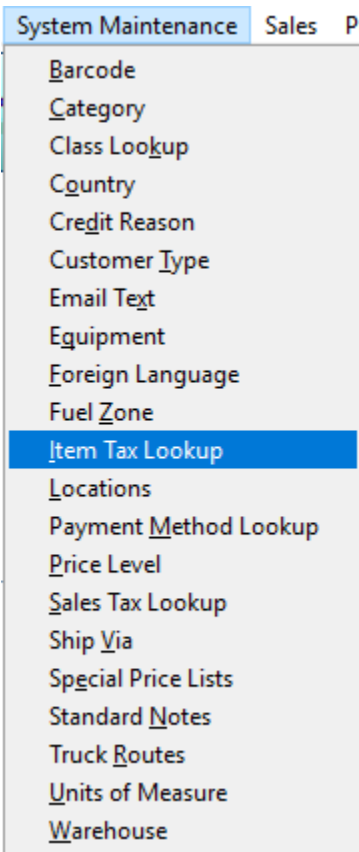 System Maintenance Sales P
Barcode
Category
Class Lookup
Country
Credit Reason
Customer Type
Email Text
Equipment
Foreign Language
Fuel Zone
Item Tax Lookup
Locations
Payment Method Lookup
Price Level
Sales Tax Lookup
Ship Via
Special Price Lists
Standard Notes
Truck Routes
Units of Measure
Warehouse